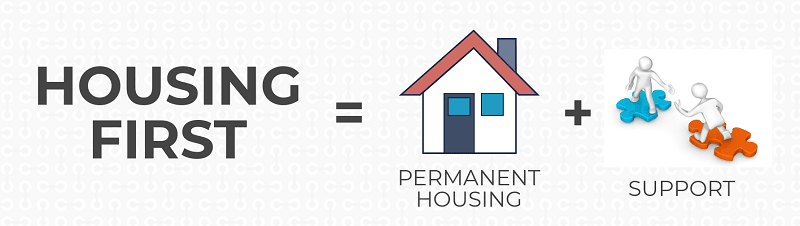 HOUSING
FIRST
=
+
PERMANENT
HOUSING
SUPPORT